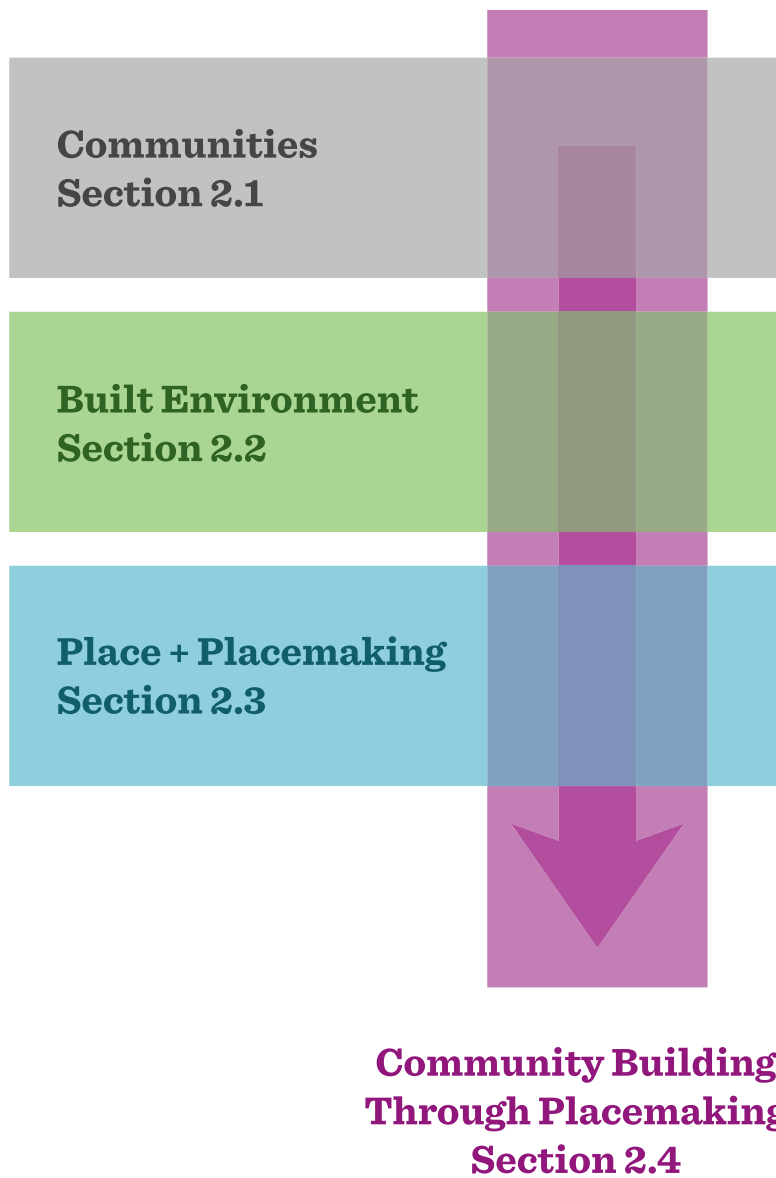 Communities
Section 2.1
Built Environment
Section 2.2
Place + Placemaking
Section 2.3
Community Building
Through Placemaking
Section 2.4